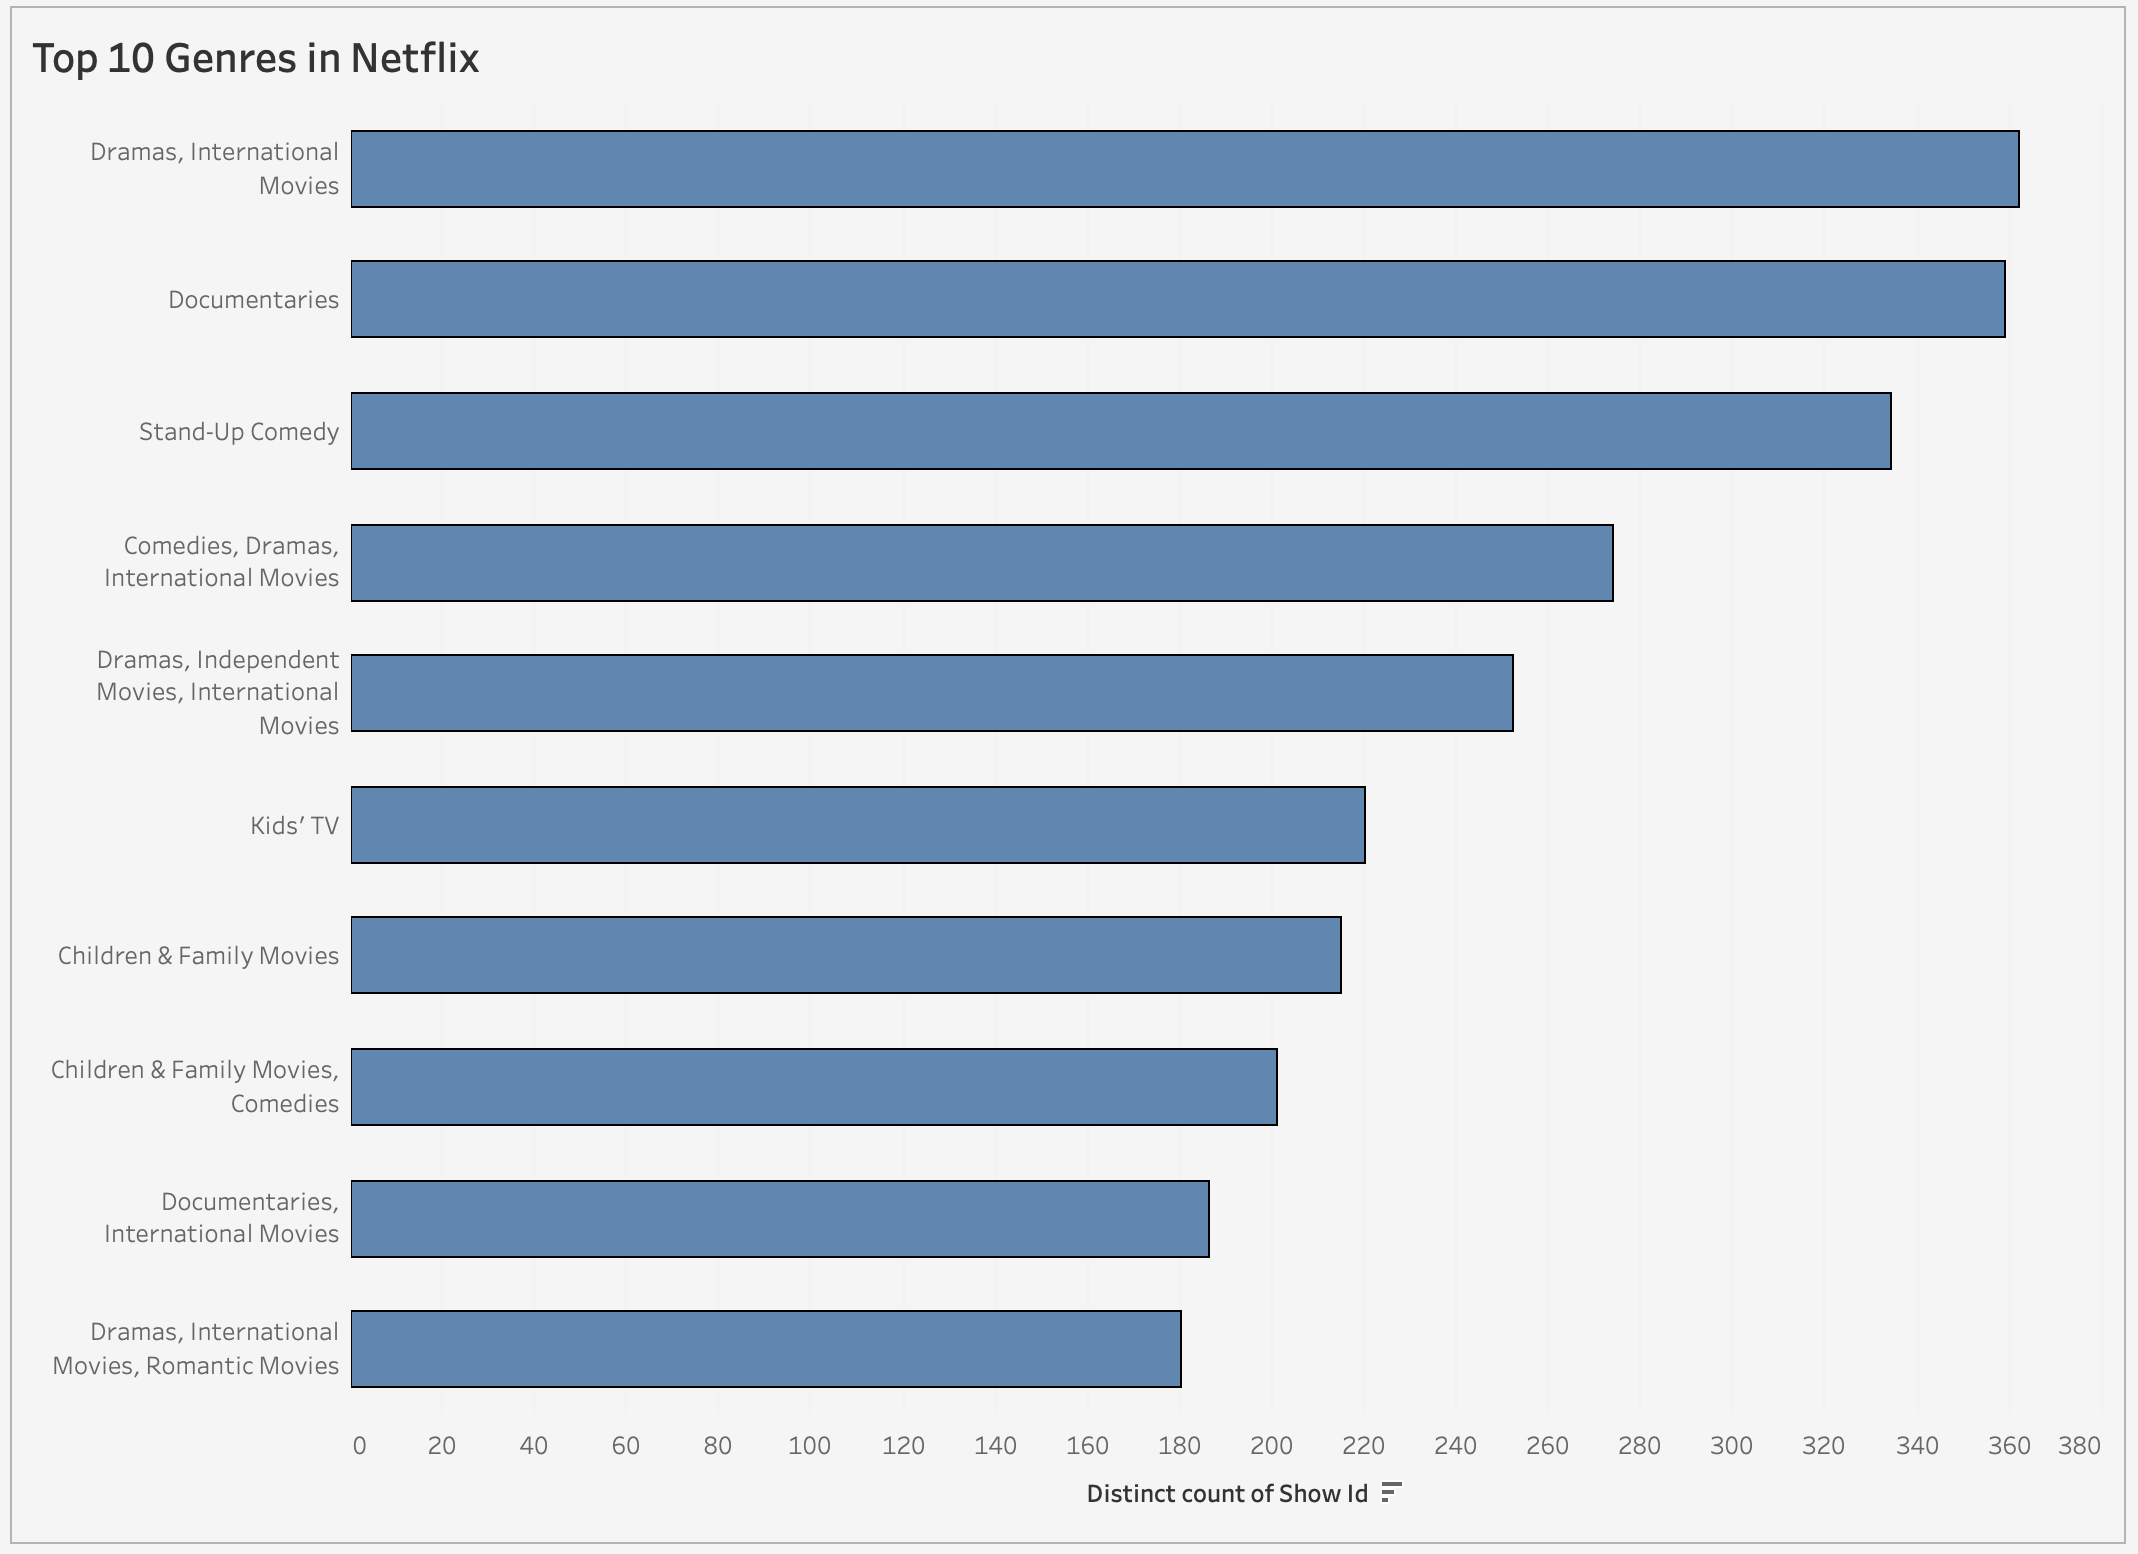 Top 10 Genres in Netflix
Dramas, International
Movies
Documentaries
Stand-Up Comedy
Comedies, Dramas,
International Movies
Dramas, Independent
Movies, International
Movies
Kids’ TV
Children & Family Movies
Children & Family Movies,
Comedies
Documentaries,
International Movies
Dramas, International
Movies, Romantic Movies
0 20 40 60 80 100 120 140 160 180 200 220 240 260 280 300 320 340 360 380
Distinct count of Show Id